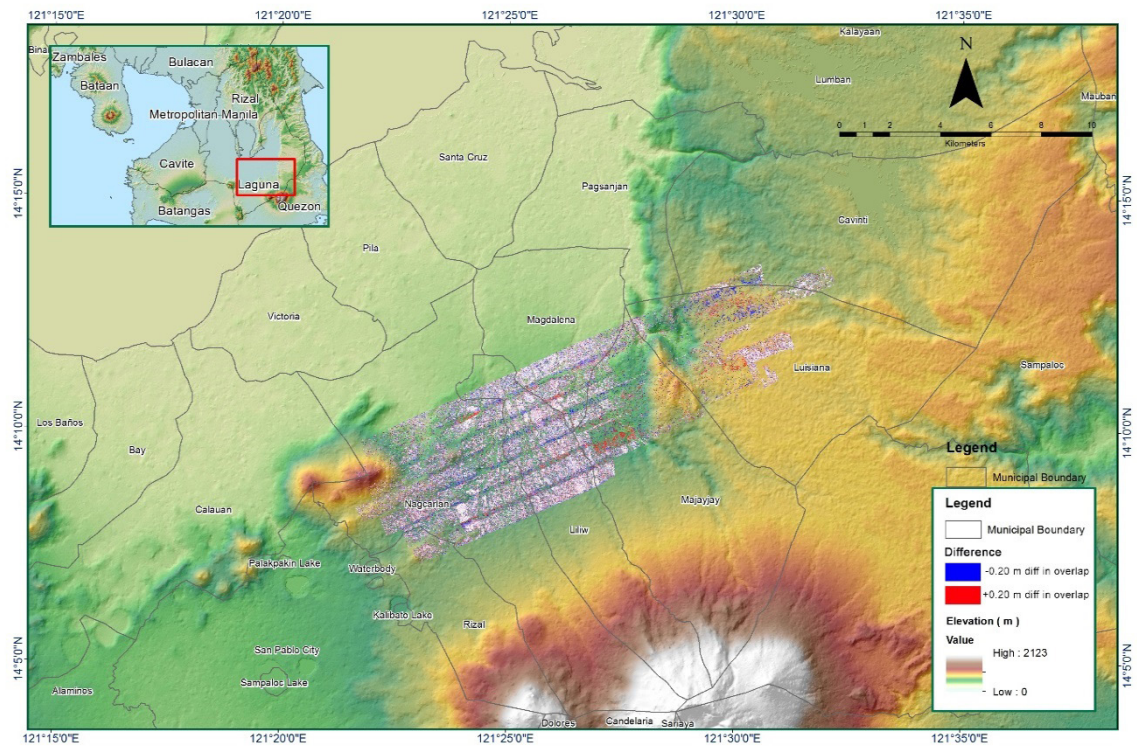 121°15'0"E
121°20'0"E
121°25'0"E
121°30'0"E
121°35'0"E
Zambales
Bulacan
Bataan
Rizal
Metropolitan Manila
Cavite
Laguna
Batangas
Quezon
Kalayaan
Lumban
Mauban
N
0 2 4 6 8 10
Kilometers
Santa Cruz
Pagsanjan
Cavinti
14°15'0"N
14°15'0"N
Pila
Victoria
Magdalena
Luisiana
Sampaloc
Los Baños
Bay
14°10'0"N
14°10'0"N
Calauan
Nagcarlan
Liliw
Majayjay
Palakpakin Lake
Waterbody
Kalibato Lake
Rizal
San Pablo City
Sampaloc Lake
Alaminos
14°5'0"N
14°5'0"N
Dolores
Candelaria
Sariaya
Legend
Municipal Boundary
Legend
Municipal Boundary
Difference
-0.20 m diff in overlap
+0.20 m diff in overlap
Elevation ( m )
Value
High : 2123
Low : 0
121°15'0"E
121°20'0"E
121°25'0"E
121°30'0"E
121°35'0"E